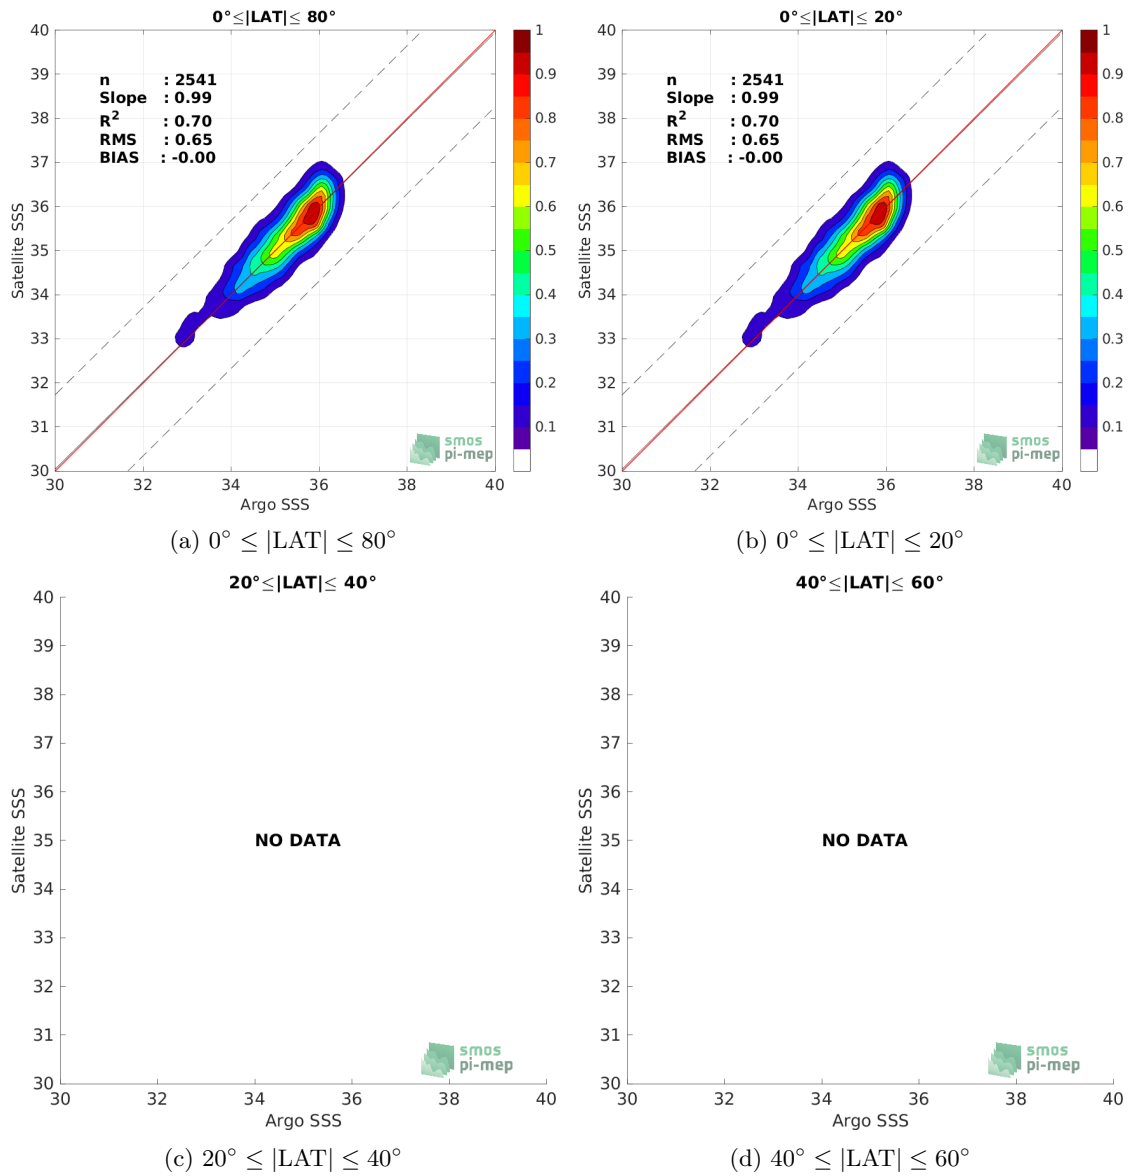 0°≤|LAT|≤ 80°
40
39
38
37
36
35
34
33
32
31
30
Satellite SSS
n : 2541
Slope : 0.99
R² : 0.70
RMS : 0.65
BIAS : -0.00
smos
pi-mep
30 32 34 36 38 40
Argo SSS
1
0.9
0.8
0.7
0.6
0.5
0.4
0.3
0.2
0.1
(a) 0° ≤ |LAT| ≤ 80°
0°≤|LAT|≤ 20°
40
39
38
37
36
35
34
33
32
31
30
Satellite SSS
n : 2541
Slope : 0.99
R² : 0.70
RMS : 0.65
BIAS : -0.00
smos
pi-mep
30 32 34 36 38 40
Argo SSS
1
0.9
0.8
0.7
0.6
0.5
0.4
0.3
0.2
0.1
(b) 0° ≤ |LAT| ≤ 20°
20°≤|LAT|≤ 40°
40
39
38
37
36
35
34
33
32
31
30
Satellite SSS
NO DATA
smos
pi-mep
30 32 34 36 38 40
Argo SSS
(c) 20° ≤ |LAT| ≤ 40°
40°≤|LAT|≤ 60°
40
39
38
37
36
35
34
33
32
31
30
Satellite SSS
NO DATA
smos
pi-mep
30 32 34 36 38 40
Argo SSS
(d) 40° ≤ |LAT| ≤ 60°